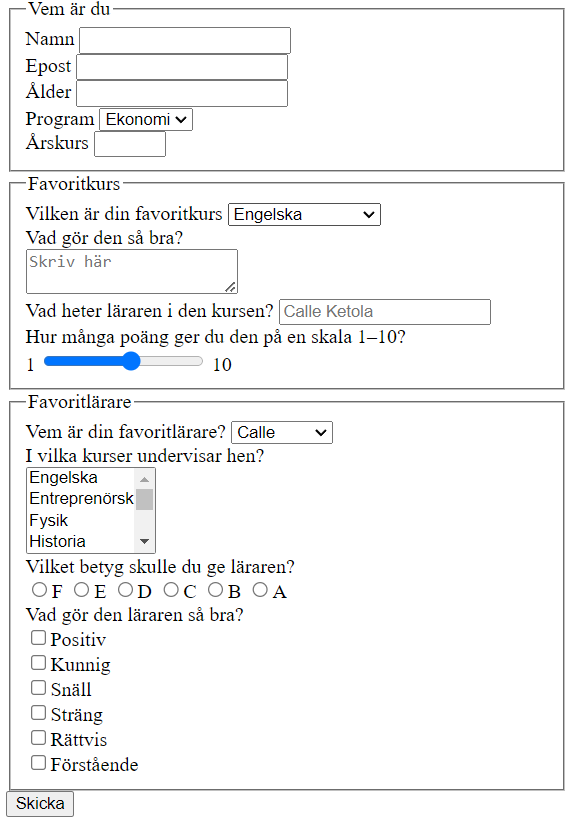 Vem är du
Namn
Epost
Ålder
Program Ekonomi
Årskurs
Favoritkurs
Vilken är din favoritkurs Engelska
Vad gör den så bra?
Skriv här
Vad heter läraren i den kursen? Calle Ketola
Hur många poäng ger du den på en skala 1–10?
1 10
Favoritlärare
Vem är din favoritlärare? Calle
I vilka kurser undervisar hen?
Engelska
Entreprenörsk
Fysik
Historia
Vilket betyg skulle du ge läraren?
F E D C B A
Vad gör den läraren så bra?
Positiv
Kunnig
Snäll
Sträng
Rättvis
Förstående
Skicka